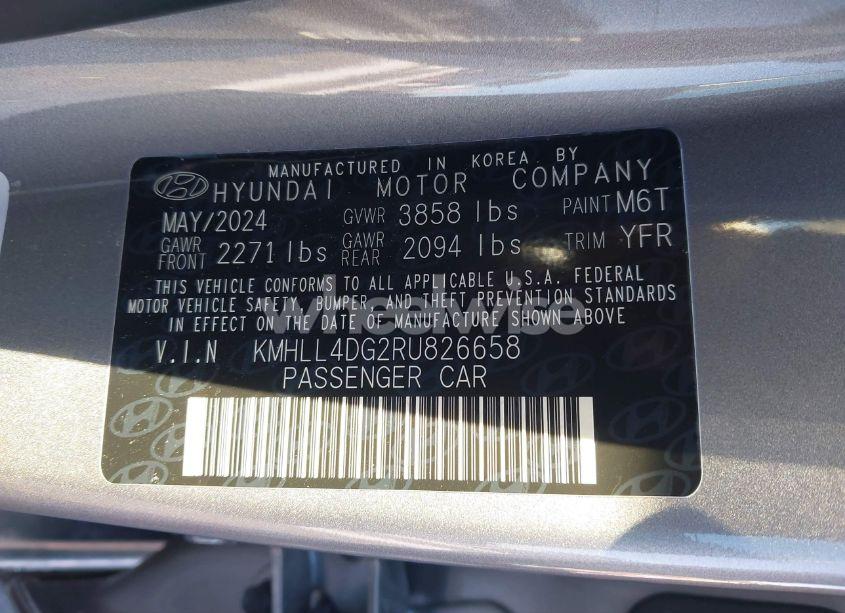 MANUFACTURED IN KOREA BY
HYUNDAI MOTOR COMPANY
MAY/2024 GVWR 3858 lbs PAINT M6T
GAWR FRONT 2271 lbs GAWR REAR 2094 lbs TRIM YFR
THIS VEHICLE CONFORMS TO ALL APPLICABLE U.S.A. FEDERAL
MOTOR VEHICLE SAFETY, BUMPER, AND THEFT PREVENTION STANDARDS
IN EFFECT ON THE DATE OF MANUFACTURE SHOWN ABOVE
wheelwise
V.I.N KMHLL4DG2RU826658
PASSENGER CAR